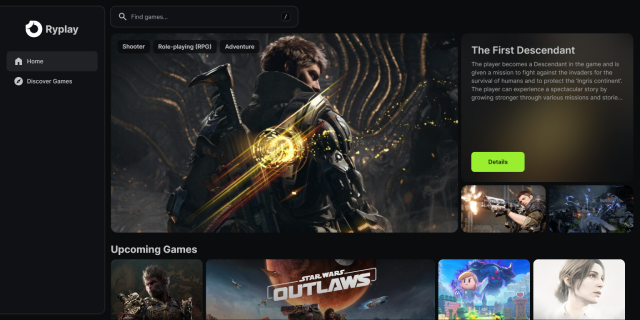 Ryplay
Find games...
/
Home
Discover Games
Shooter
Role-playing (RPG)
Adventure
The First Descendant
The player becomes a Descendant in the game and is
given a mission to fight against the invaders for the
survival of humans and to protect the 'Ingris continent'.
The player can experience a spectacular story by
growing stronger through various missions and storie...
Details
Upcoming Games
STAR WARS
OUTLAWS